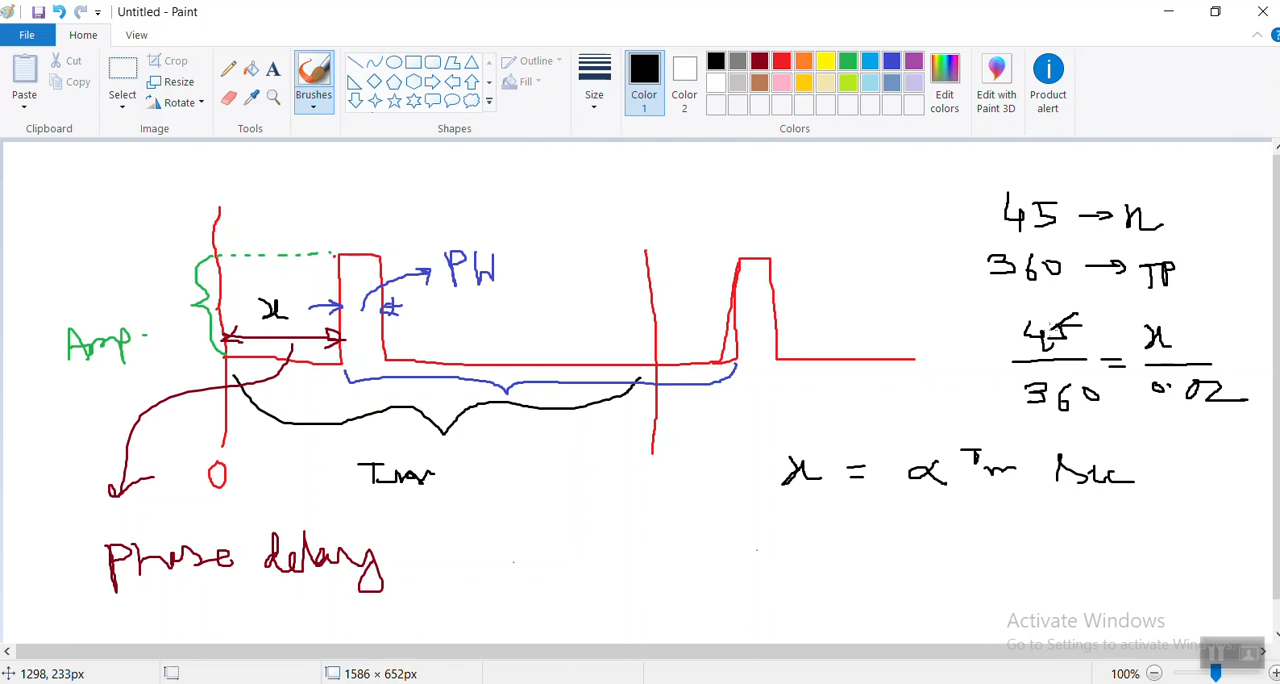 Untitled - Paint
File Home View
Paste
Cut
Copy
Clipboard
Select
Crop
Resize
Rotate
Image
Tools
Brushes
Outline
Fill
Shapes
Size
Color 1
Color 2
Edit colors
Colors
Edit with Paint 3D
Product alert
Amp
x
PW
0
Phase delay
45 → x
360 → TP
45 = x
360 0.02
x = α Tm sec
Activate Windows
Go to Settings to activate Windows.
1298, 233px
1586 × 652px
100%